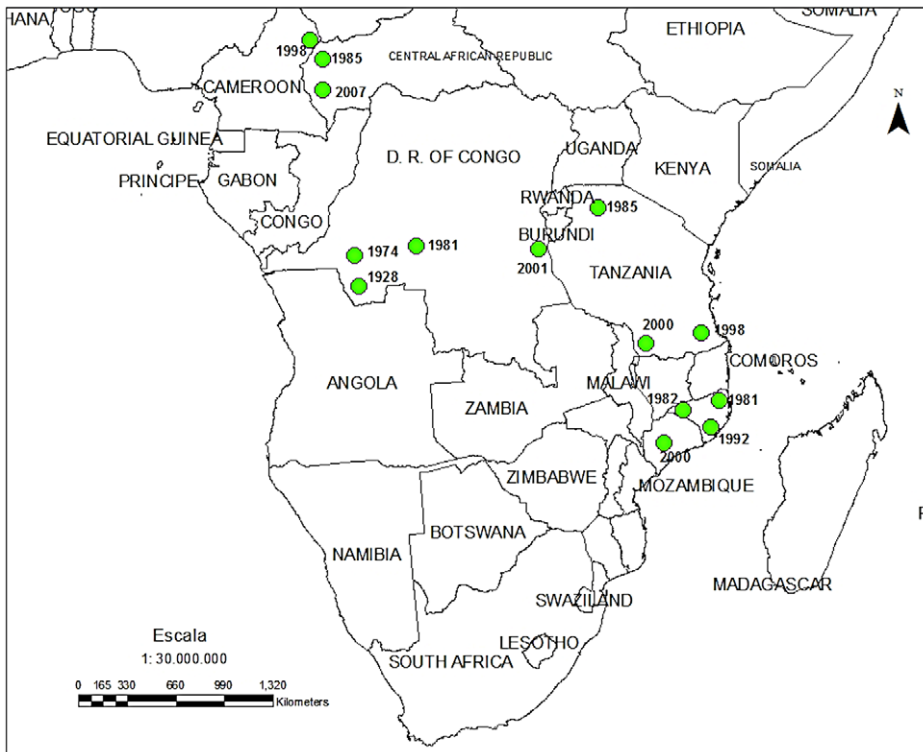 HANA
TOGO
SOMALIA
ETHIOPIA
1998
1985
CENTRAL AFRICAN REPUBLIC
CAMEROON
2007
N
EQUATORIAL GUINEA
D. R. OF CONGO
UGANDA
KENYA
SOMALIA
PRINCIPE
GABON
RWANDA
1985
CONGO
BURUNDI
1974
1981
2001
TANZANIA
1928
2000
1998
COMOROS
ANGOLA
MALAWI
ZAMBIA
1982
1981
1992
2000
ZIMBABWE
MOZAMBIQUE
BOTSWANA
NAMIBIA
MADAGASCAR
SWAZILAND
Escala
1: 30.000.000
LESOTHO
SOUTH AFRICA
0 165 330 660 990 1,320
Kilometers